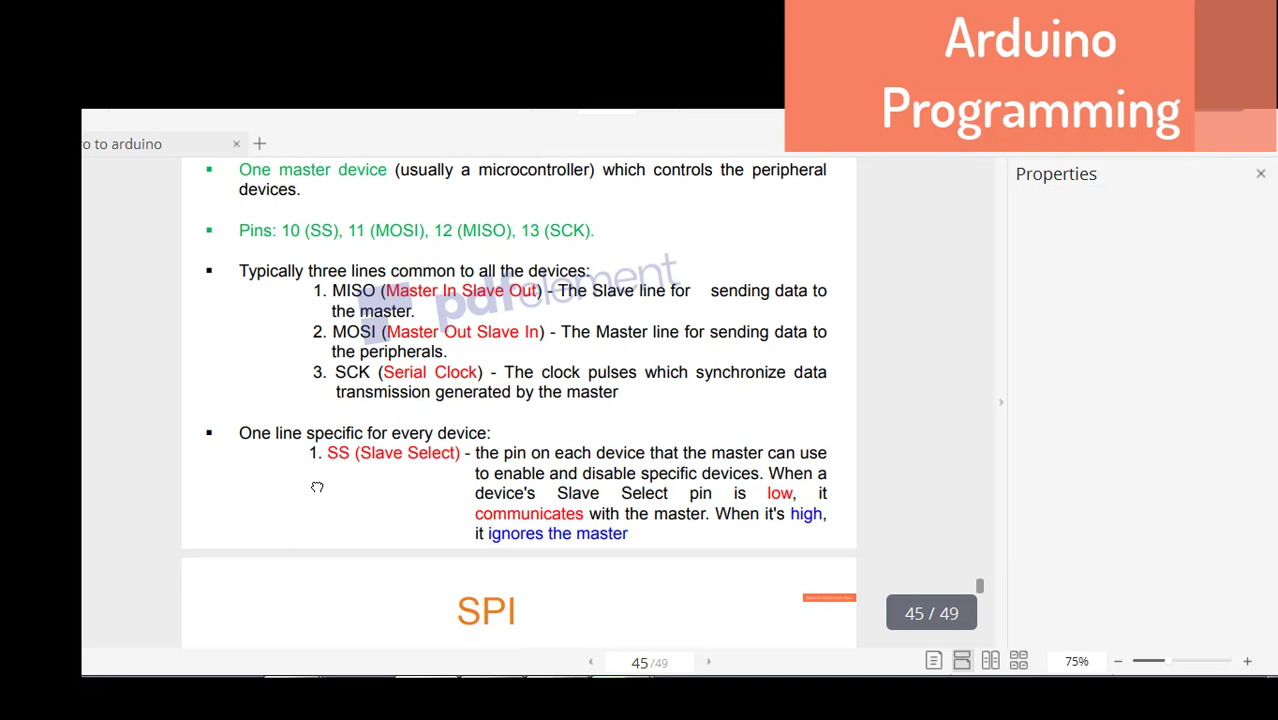 Arduino
Programming
ro to arduino
Properties
▪ One master device (usually a microcontroller) which controls the peripheral
devices.
▪ Pins: 10 (SS), 11 (MOSI), 12 (MISO), 13 (SCK).
▪ Typically three lines common to all the devices:
1. MISO (Master In Slave Out) - The Slave line for sending data to
the master.
2. MOSI (Master Out Slave In) - The Master line for sending data to
the peripherals.
3. SCK (Serial Clock) - The clock pulses which synchronize data
transmission generated by the master
▪ One line specific for every device:
1. SS (Slave Select) - the pin on each device that the master can use
to enable and disable specific devices. When a
device's Slave Select pin is low, it
communicates with the master. When it's high,
it ignores the master
pdfelement
SPI
45 / 49
45 /49
75%